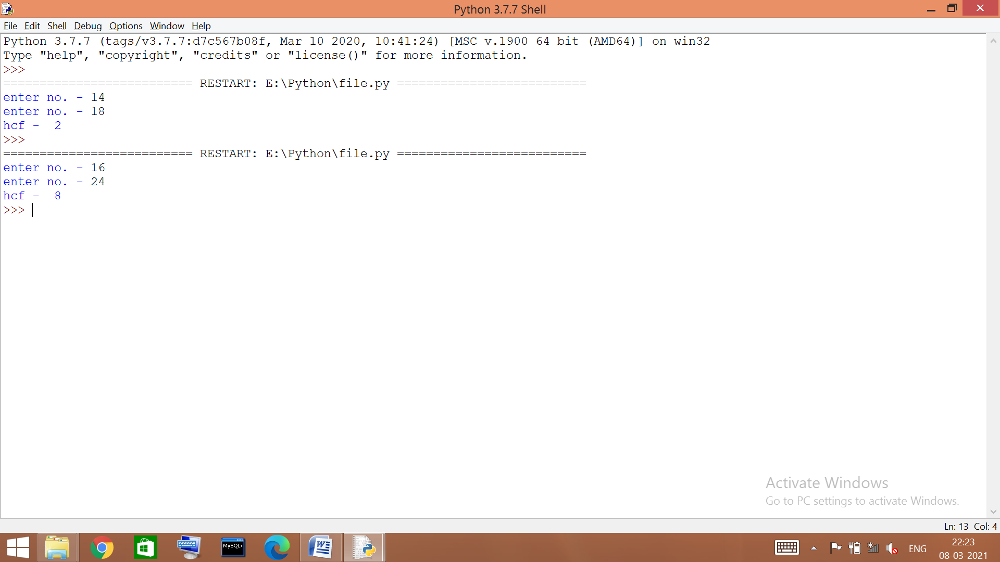 Python 3.7.7 Shell
File Edit Shell Debug Options Window Help
Python 3.7.7 (tags/v3.7.7:d7c567b08f, Mar 10 2020, 10:41:24) [MSC v.1900 64 bit (AMD64)] on win32
Type "help", "copyright", "credits" or "license()" for more information.
>>>
========================== RESTART: E:\Python\file.py ==========================
enter no. - 14
enter no. - 18
hcf -  2
>>>
========================== RESTART: E:\Python\file.py ==========================
enter no. - 16
enter no. - 24
hcf -  8
>>>
Activate Windows
Go to PC settings to activate Windows.
Ln: 13 Col: 4
MySQL>
ENG
22:23
08-03-2021